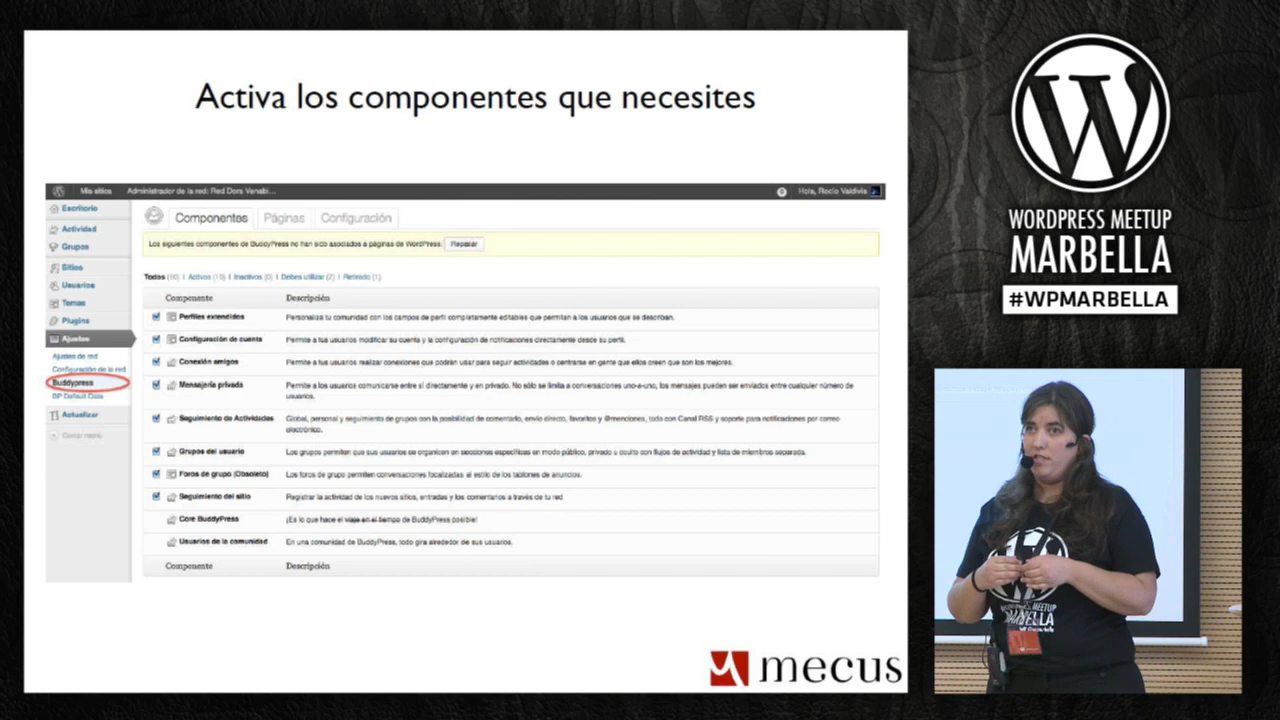 Activa los componentes que necesites
Mis sitios Administrador de la red: Red Dors Venabi... 0 Hola, Rocío Valdivia
Escritorio
Actividad
Grupos
Sitios
Usuarios
Temas
Plugins
Ajustes
Ajustes de red
Configuración de la red
Buddypress
BP Default Data
Actualizar
Cerrar menú
Componentes Páginas Configuración
Los siguientes componentes de BuddyPress no han sido asociados a páginas de WordPress: Reparar
Todos (10) | Activos (10) | Inactivos (0) | Debes utilizar (2) | Retirado (1)
Componente Descripción
Perfiles extendidos Personaliza tu comunidad con los campos de perfil completamente editables que permitan a los usuarios que se describan.
Configuración de cuenta Permite a tus usuarios modificar su cuenta y la configuración de notificaciones directamente desde su perfil.
Conexión amigos Permite a tus usuarios realizar conexiones que podrán usar para seguir actividades o centrarse en gente que ellos creen que son los mejores.
Mensajería privada Permite a los usuarios comunicarse entre sí directamente y en privado. No sólo se limita a conversaciones uno-a-uno, los mensajes pueden ser enviados entre cualquier número de
usuarios.
Seguimiento de Actividades Global, personal y seguimiento de grupos con la posibilidad de comentario, envío directo, favoritos y @menciones, todo con Canal RSS y soporte para notificaciones por correo
electrónico.
Grupos del usuario Los grupos permiten que sus usuarios se organicen en secciones específicas en modo público, privado u oculto con flujos de actividad y lista de miembros separada.
Foros de grupo (Obsoleto) Los foros de grupo permiten conversaciones focalizadas al estilo de los tablones de anuncios.
Seguimiento del sitio Registrar la actividad de los nuevos sitios, entradas y los comentarios a través de tu red
Core BuddyPress ¡Es lo que hace el viaje en el tiempo de BuddyPress posible!
Usuarios de la comunidad En una comunidad de BuddyPress, todo gira alrededor de sus usuarios.
Componente Descripción
mecus
WORDPRESS MEETUP
MARBELLA
#WPMARBELLA
WORDPRESS MEETUP
MARBELLA